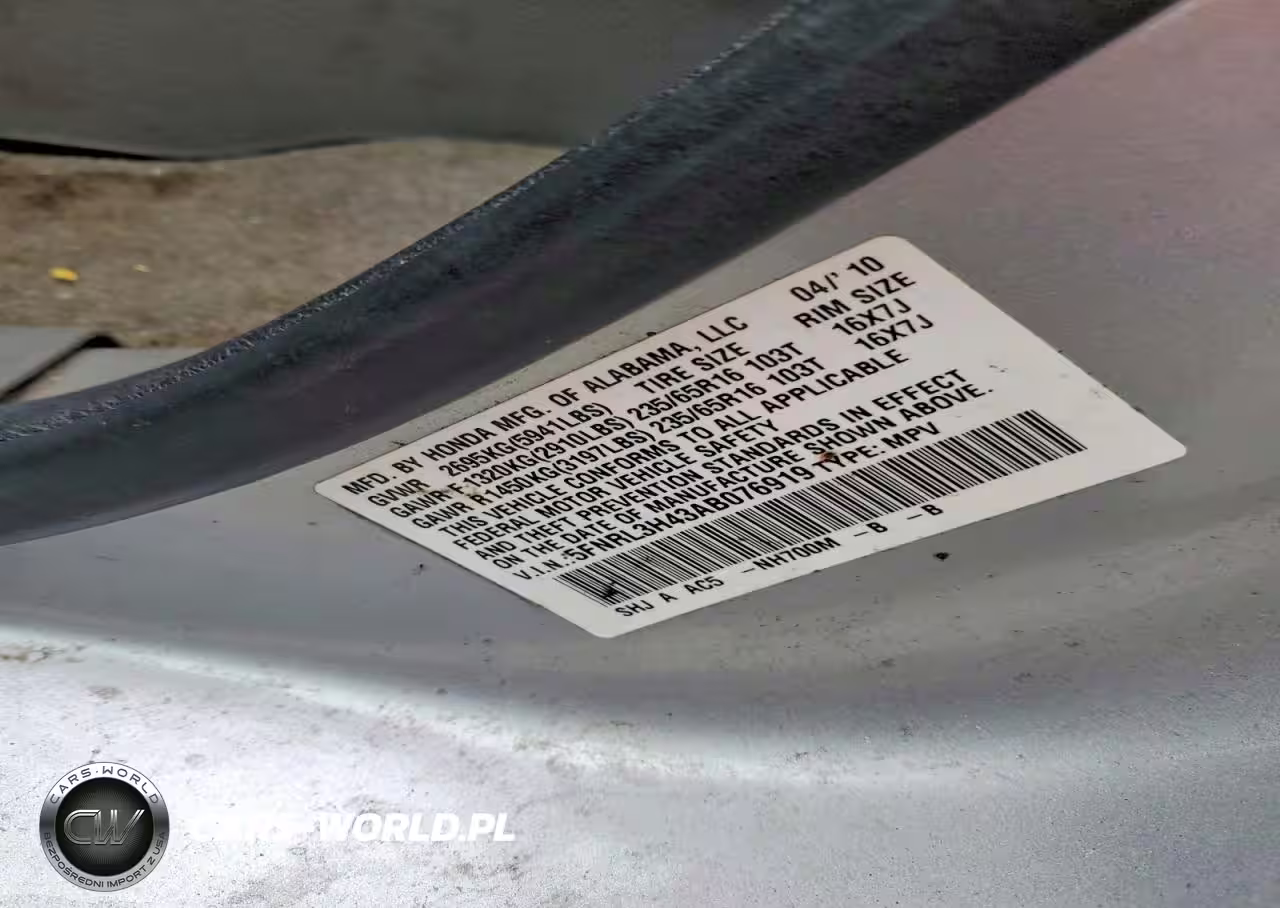 MFD. BY HONDA MFG. OF ALABAMA, LLC 04/' 10
GVWR 2695KG(5941LBS) TIRE SIZE RIM SIZE
GAWR F 1320KG(2910LBS) 235/65R16 103T 16X7J
GAWR R 1450KG(3197LBS) 235/65R16 103T 16X7J
THIS VEHICLE CONFORMS TO ALL APPLICABLE
FEDERAL MOTOR VEHICLE SAFETY
AND THEFT PREVENTION STANDARDS IN EFFECT
ON THE DATE OF MANUFACTURE SHOWN ABOVE.
V.I.N.:5FNRL3H43AB076919 TYPE: MPV
SHJ A AC5 -NH700M -B -B
CARS-WORLD
CW
BEZPOŚREDNI IMPORT Z USA
CARS-WORLD.PL